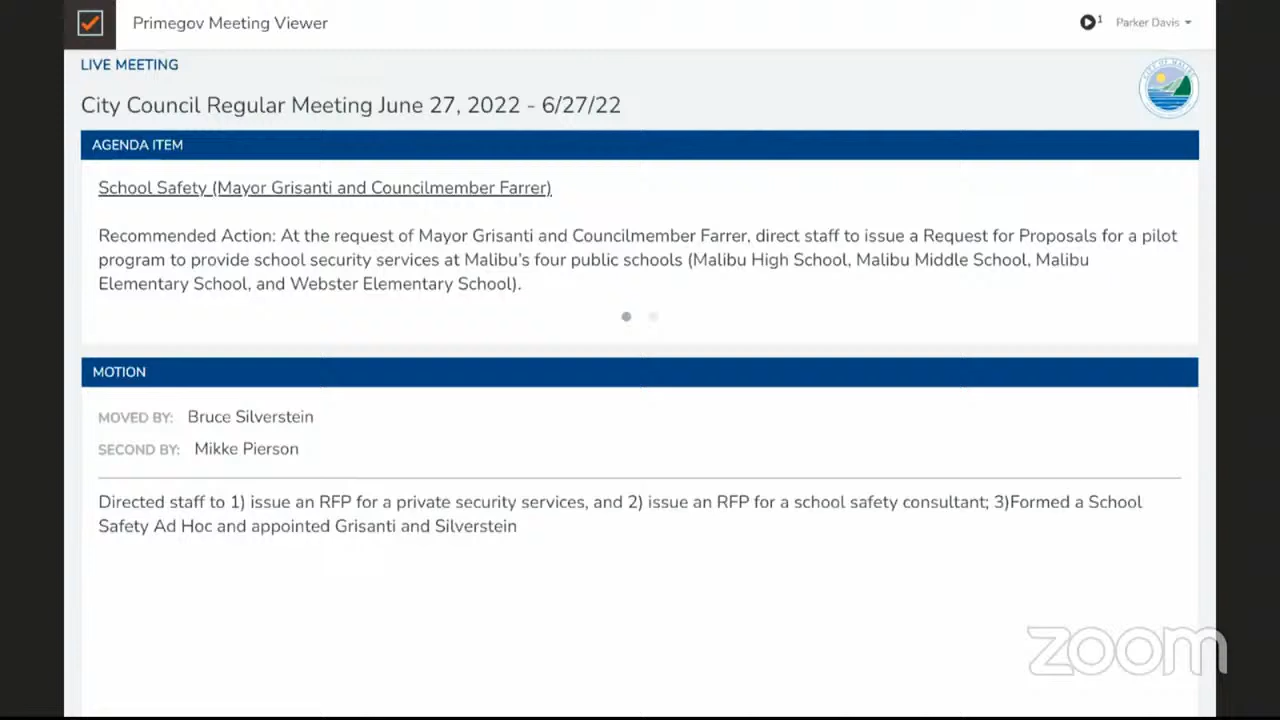 Primegov Meeting Viewer
1 Parker Davis
LIVE MEETING
City Council Regular Meeting June 27, 2022 - 6/27/22
CITY OF MALIBU
AGENDA ITEM
School Safety (Mayor Grisanti and Councilmember Farrer)
Recommended Action: At the request of Mayor Grisanti and Councilmember Farrer, direct staff to issue a Request for Proposals for a pilot
program to provide school security services at Malibu's four public schools (Malibu High School, Malibu Middle School, Malibu
Elementary School, and Webster Elementary School).
MOTION
MOVED BY: Bruce Silverstein
SECOND BY: Mikke Pierson
Directed staff to 1) issue an RFP for a private security services, and 2) issue an RFP for a school safety consultant; 3)Formed a School
Safety Ad Hoc and appointed Grisanti and Silverstein
zoom